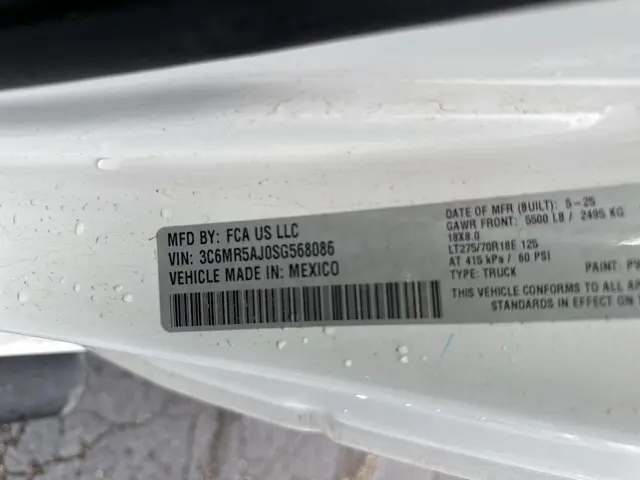 MFD BY: FCA US LLC
VIN: 3C6MR5AJ0SG568086
VEHICLE MADE IN: MEXICO
DATE OF MFR (BUILT): 5-25
GAWR FRONT: 5500 LB / 2495 KG
18X8.0
LT275/70R18E 125
AT 415 kPa / 60 PSI
TYPE: TRUCK PAINT: PW
THIS VEHICLE CONFORMS TO ALL AP
STANDARDS IN EFFECT ON